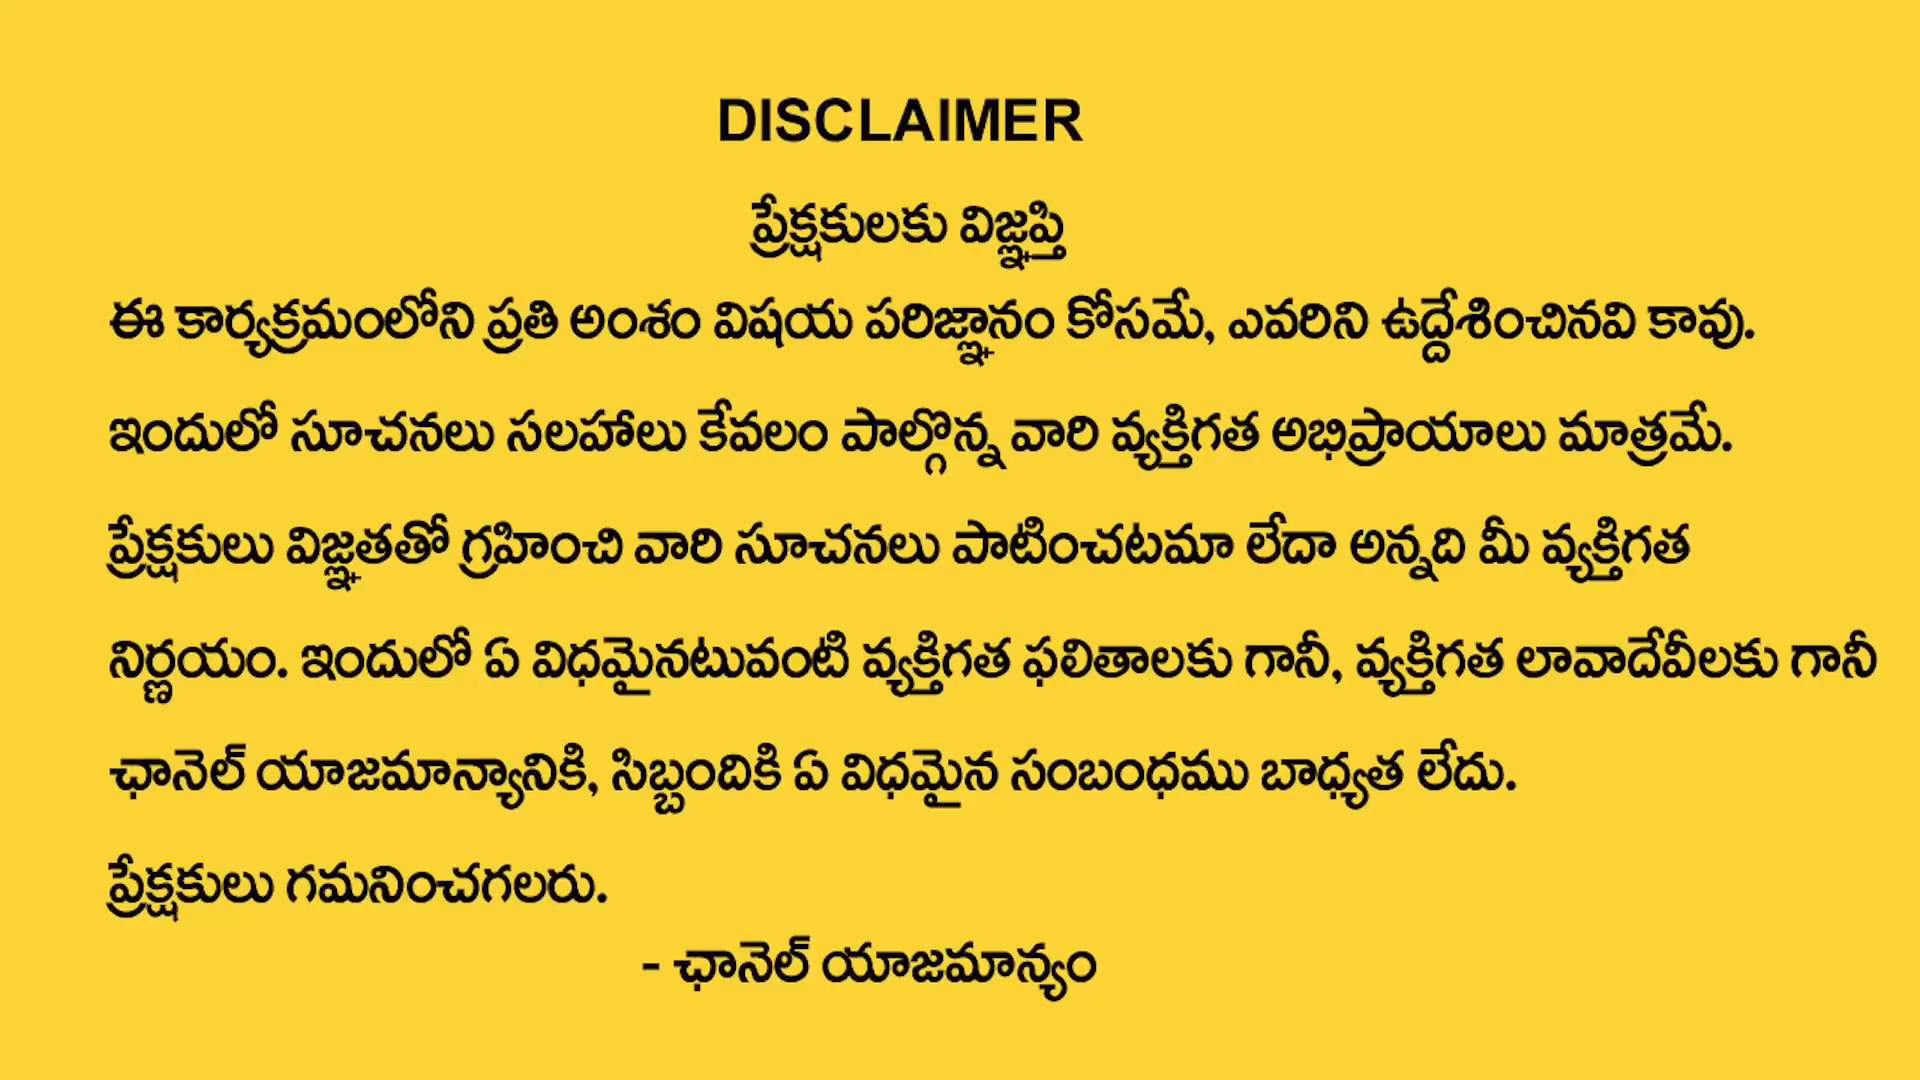 DISCLAIMER
ప్రేక్షకులకు విజ్ఞప్తి
ఈ కార్యక్రమంలోని ప్రతి అంశం విషయ పరిజ్ఞానం కోసమే, ఎవరిని ఉద్దేశించినవి కావు.
ఇందులో సూచనలు సలహాలు కేవలం పాల్గొన్న వారి వ్యక్తిగత అభిప్రాయాలు మాత్రమే.
ప్రేక్షకులు విజ్ఞతతో గ్రహించి వారి సూచనలు పాటించటమా లేదా అన్నది మీ వ్యక్తిగత
నిర్ణయం. ఇందులో ఏ విధమైనటువంటి వ్యక్తిగత ఫలితాలకు గానీ, వ్యక్తిగత లావాదేవీలకు గానీ
ఛానెల్ యాజమాన్యానికి, సిబ్బందికి ఏ విధమైన సంబంధము బాధ్యత లేదు.
ప్రేక్షకులు గమనించగలరు.
- ఛానెల్ యాజమాన్యం